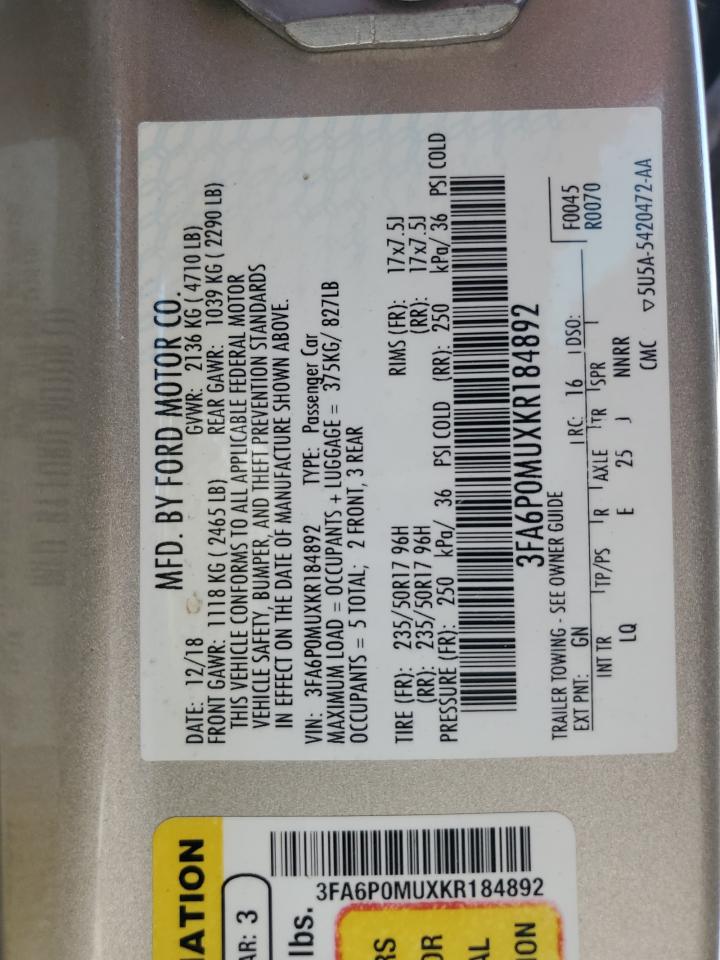 MFD. BY FORD MOTOR CO.
DATE: 12/18 GVWR: 2136 KG ( 4710 LB)
FRONT GAWR: 1118 KG ( 2465 LB) REAR GAWR: 1039 KG ( 2290 LB)
THIS VEHICLE CONFORMS TO ALL APPLICABLE FEDERAL MOTOR
VEHICLE SAFETY, BUMPER, AND THEFT PREVENTION STANDARDS
IN EFFECT ON THE DATE OF MANUFACTURE SHOWN ABOVE.
VIN: 3FA6P0MUXKR184892 TYPE: Passenger Car
MAXIMUM LOAD = OCCUPANTS + LUGGAGE = 375KG/ 827LB
OCCUPANTS = 5 TOTAL; 2 FRONT, 3 REAR
TIRE (FR): 235/50R17 96H RIMS (FR): 17x7.5J
(RR): 235/50R17 96H (RR): 17x7.5J
PRESSURE (FR): 250 kPa/ 36 PSI COLD (RR): 250 kPa/ 36 PSI COLD
3FA6P0MUXKR184892
TRAILER TOWING - SEE OWNER GUIDE F0045
EXT PNT: GN RC: 16 DSO: R0070
INT TR TP/PS R AXLE TR SPR
LQ E 25 J NNRR
CMC ▽5U5A-5420472-AA
3FA6P0MUXKR184892
AR: 3
lbs.